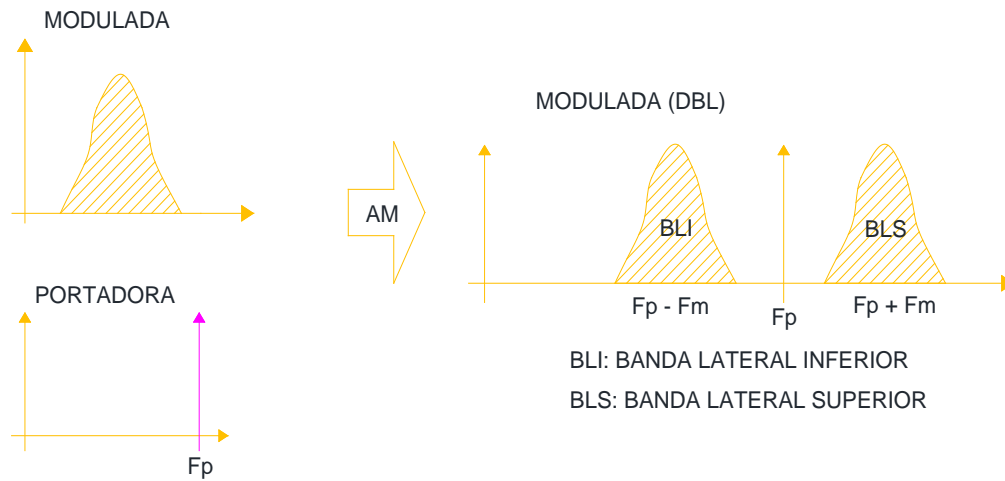 MODULADA
PORTADORA
Fp
AM
MODULADA (DBL)
BLI
BLS
Fp - Fm
Fp
Fp + Fm
BLI: BANDA LATERAL INFERIOR
BLS: BANDA LATERAL SUPERIOR